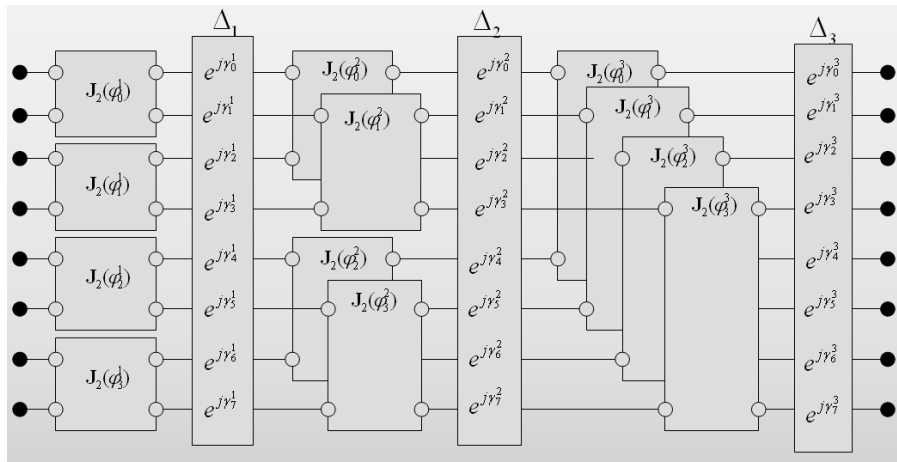 Δ₁ Δ₂ Δ₃
J₂(φ₀¹) e^{jγ₀¹} J₂(φ₀²) e^{jγ₀²} J₂(φ₀³) e^{jγ₀³}
e^{jγ₁¹} J₂(φ₁²) e^{jγ₁²} J₂(φ₁³) e^{jγ₁³}
J₂(φ₁¹) e^{jγ₂¹} e^{jγ₂²} J₂(φ₂³) e^{jγ₂³}
e^{jγ₃¹} e^{jγ₃²} J₂(φ₃³) e^{jγ₃³}
J₂(φ₂¹) e^{jγ₄¹} J₂(φ₂²) e^{jγ₄²} e^{jγ₄³}
e^{jγ₅¹} J₂(φ₃²) e^{jγ₅²} e^{jγ₅³}
J₂(φ₃¹) e^{jγ₆¹} e^{jγ₆²} e^{jγ₆³}
e^{jγ₇¹} e^{jγ₇²} e^{jγ₇³}